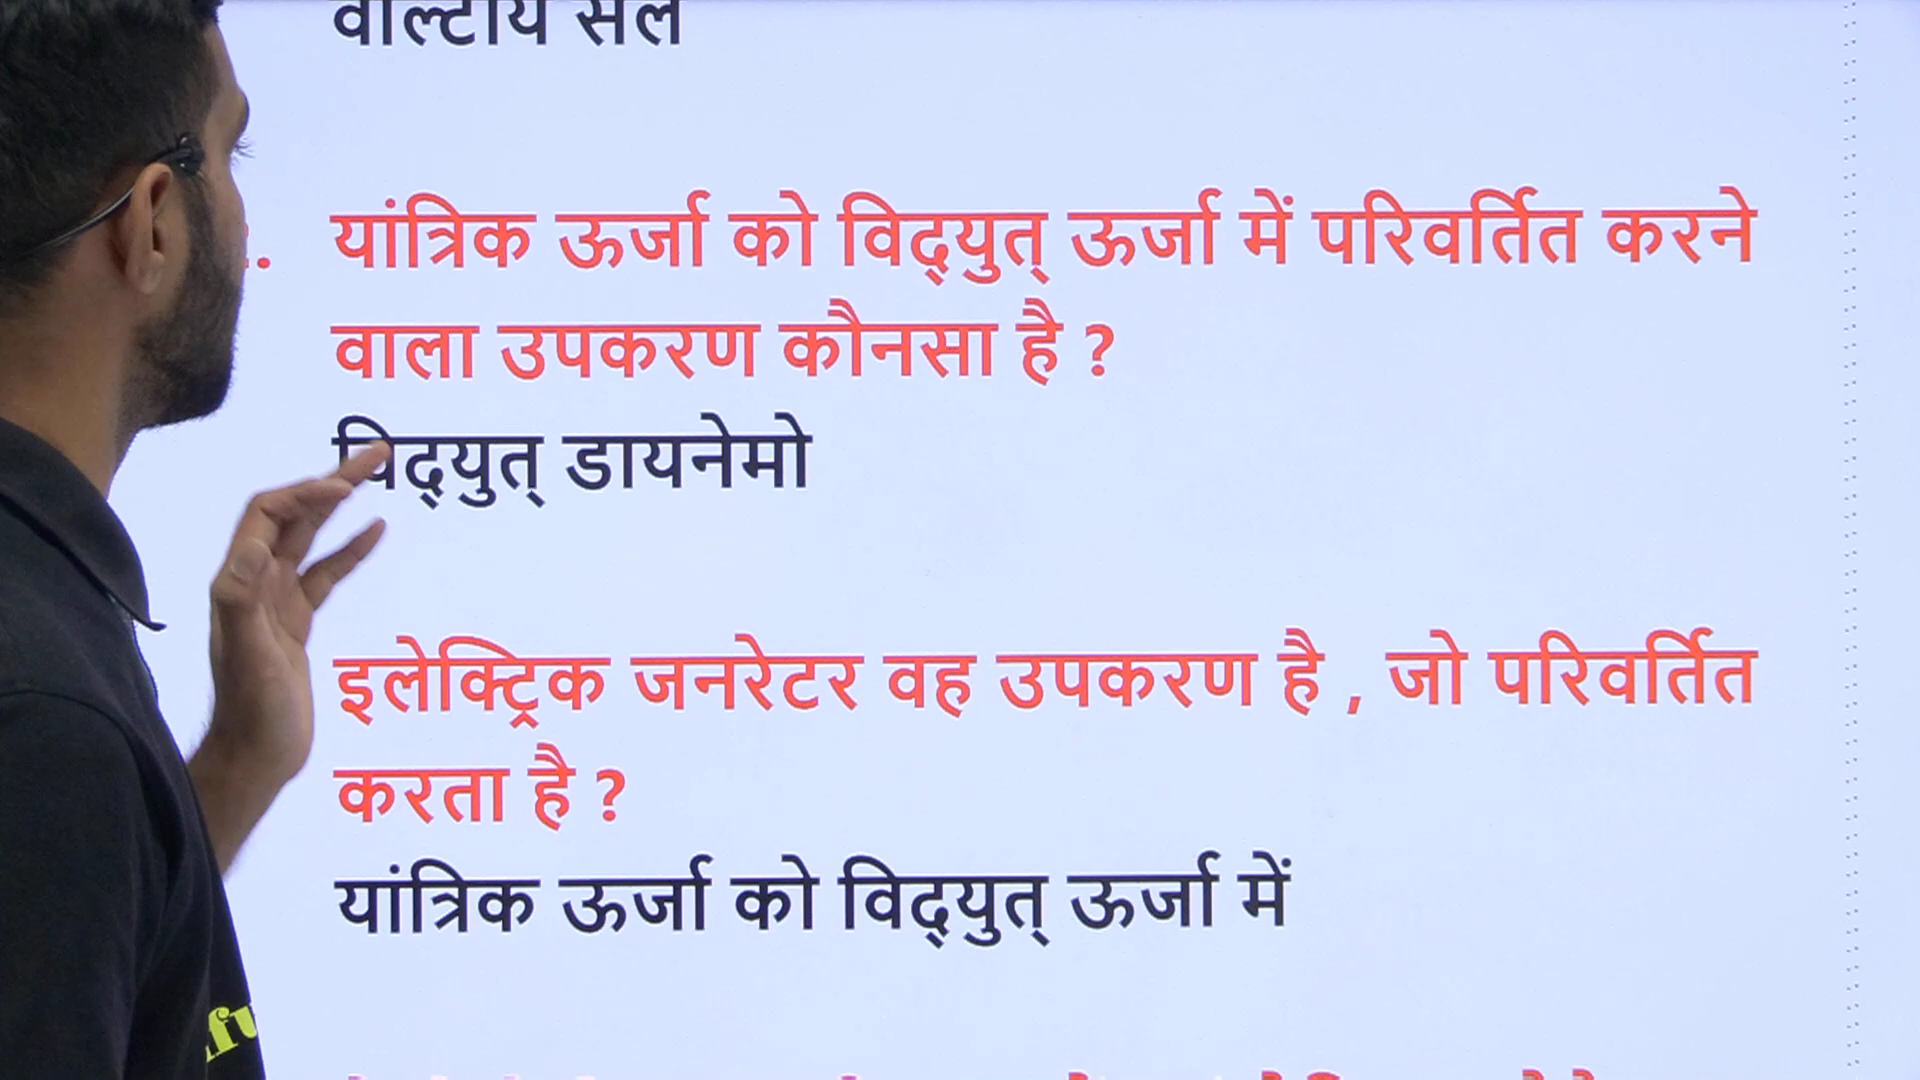 वोल्टीय सेल
यांत्रिक ऊर्जा को विद्युत् ऊर्जा में परिवर्तित करने
वाला उपकरण कौनसा है ?
विद्युत् डायनेमो
इलेक्ट्रिक जनरेटर वह उपकरण है , जो परिवर्तित
करता है ?
यांत्रिक ऊर्जा को विद्युत् ऊर्जा में